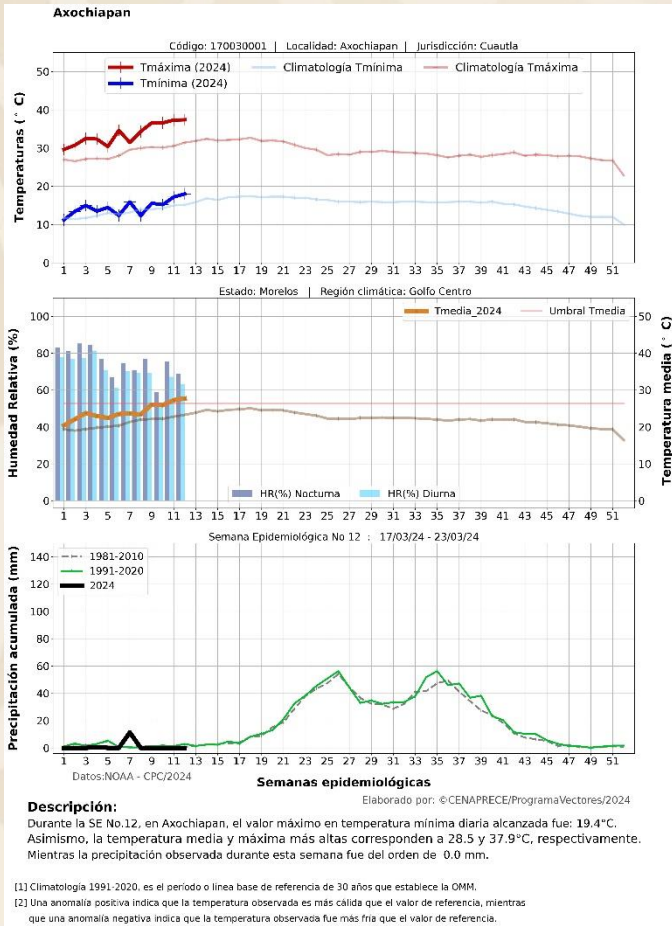 Axochiapan
Código: 170030001 | Localidad: Axochiapan | Jurisdicción: Cuautla
Temperaturas (° C)
50
40
30
20
10
0
Tmáxima (2024)
Climatología Tmínima
Climatología Tmáxima
Tmínima (2024)
1 3 5 7 9 11 13 15 17 19 21 23 25 27 29 31 33 35 37 39 41 43 45 47 49 51
Estado: Morelos | Región climática: Golfo Centro
Humedad Relativa (%)
100
80
60
40
20
0
Tmedia_2024
Umbral Tmedia
50
40
30
20
10
0
Temperatura media (° C)
HR(%) Nocturna
HR(%) Diurna
1 3 5 7 9 11 13 15 17 19 21 23 25 27 29 31 33 35 37 39 41 43 45 47 49 51
Semana Epidemiológica No 12 : 17/03/24 - 23/03/24
Precipitación acumulada (mm)
140
120
100
80
60
40
20
0
1981-2010
1991-2020
2024
1 3 5 7 9 11 13 15 17 19 21 23 25 27 29 31 33 35 37 39 41 43 45 47 49 51
Datos:NOAA - CPC/2024
Semanas epidemiológicas
Elaborado por: ©CENAPRECE/ProgramaVectores/2024
Descripción:
Durante la SE No.12, en Axochiapan, el valor máximo en temperatura mínima diaria alcanzado fue: 19.4°C.
Asimismo, la temperatura media y máxima más altas corresponden a 28.5 y 37.9°C, respectivamente.
Mientras la precipitación observada durante esta semana fue del orden de 0.0 mm.
[1] Climatología 1991-2020, es el período o linea base de referencia de 30 años que establece la OMM.
[2] Una anomalía positiva indica que la temperatura observada es más cálida que el valor de referencia, mientras
que una anomalía negativa indica que la temperatura observada fue más fría que el valor de referencia.